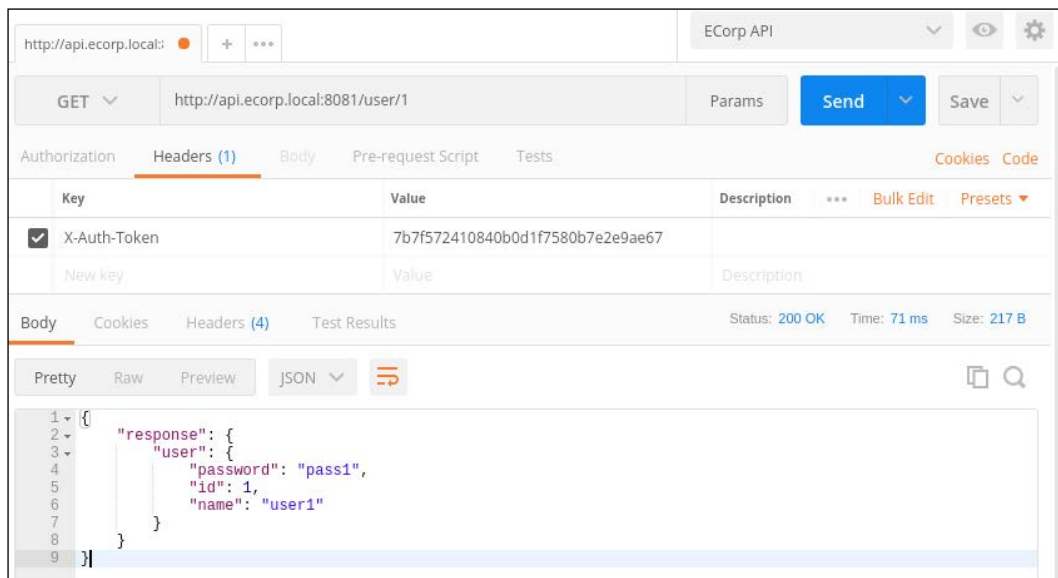 http://api.ecorp.local:8 + ••• ECorp API
GET http://api.ecorp.local:8081/user/1 Params Send Save
Authorization Headers (1) Body Pre-request Script Tests Cookies Code
Key Value Description ••• Bulk Edit Presets
X-Auth-Token 7b7f572410840b0d1f7580b7e2e9ae67
New key Value Description
Body Cookies Headers (4) Test Results Status: 200 OK Time: 71 ms Size: 217 B
Pretty Raw Preview JSON
1 {
2 "response": {
3 "user": {
4 "password": "pass1",
5 "id": 1,
6 "name": "user1"
7 }
8 }
9 }